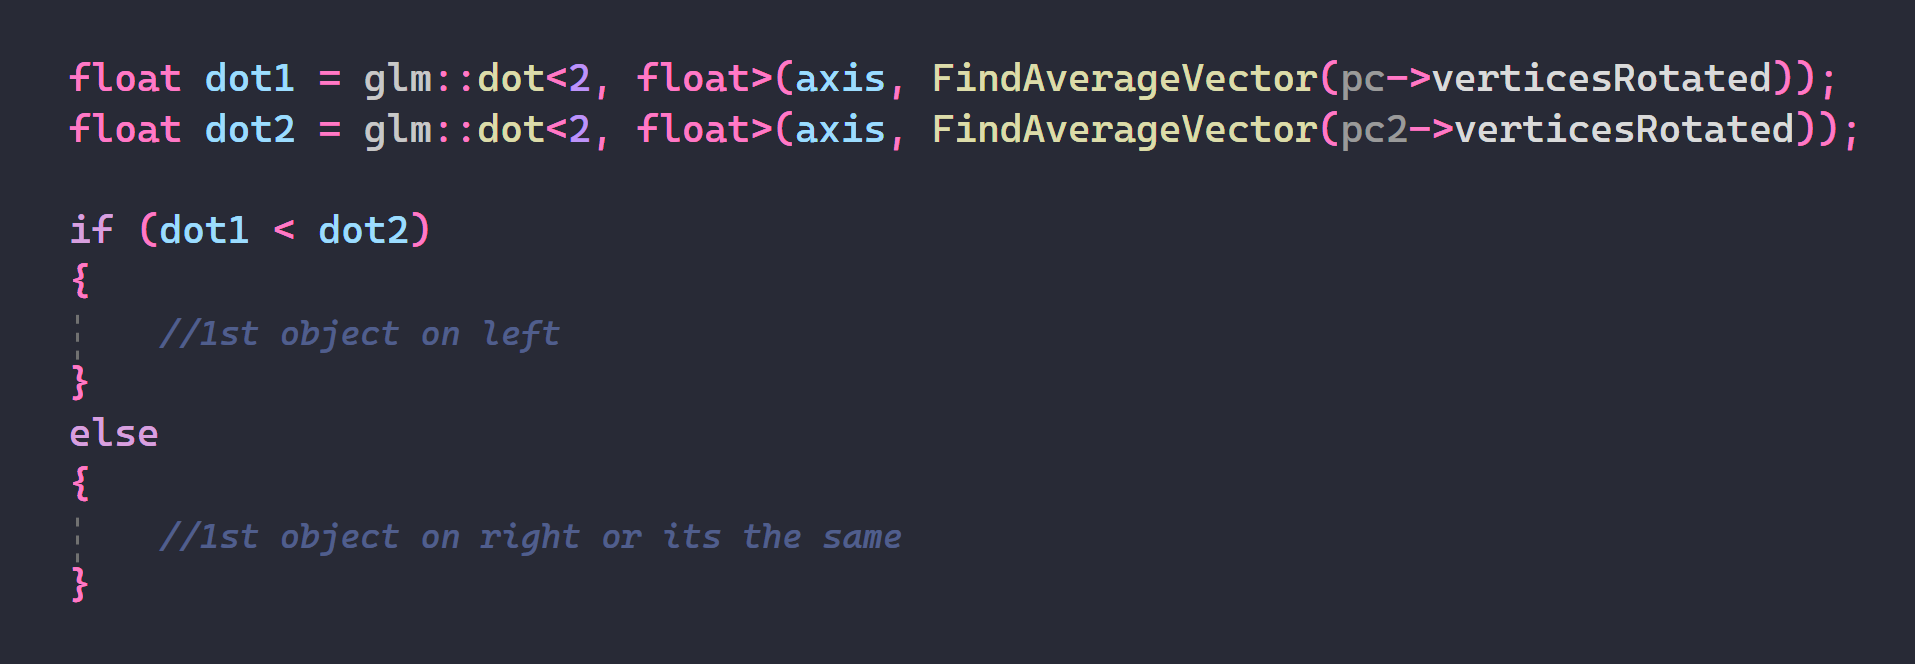 float dot1 = glm::dot<2, float>(axis, FindAverageVector(pc->verticesRotated));
float dot2 = glm::dot<2, float>(axis, FindAverageVector(pc2->verticesRotated));
if (dot1 < dot2)
{
//1st object on left
}
else
{
//1st object on right or its the same
}